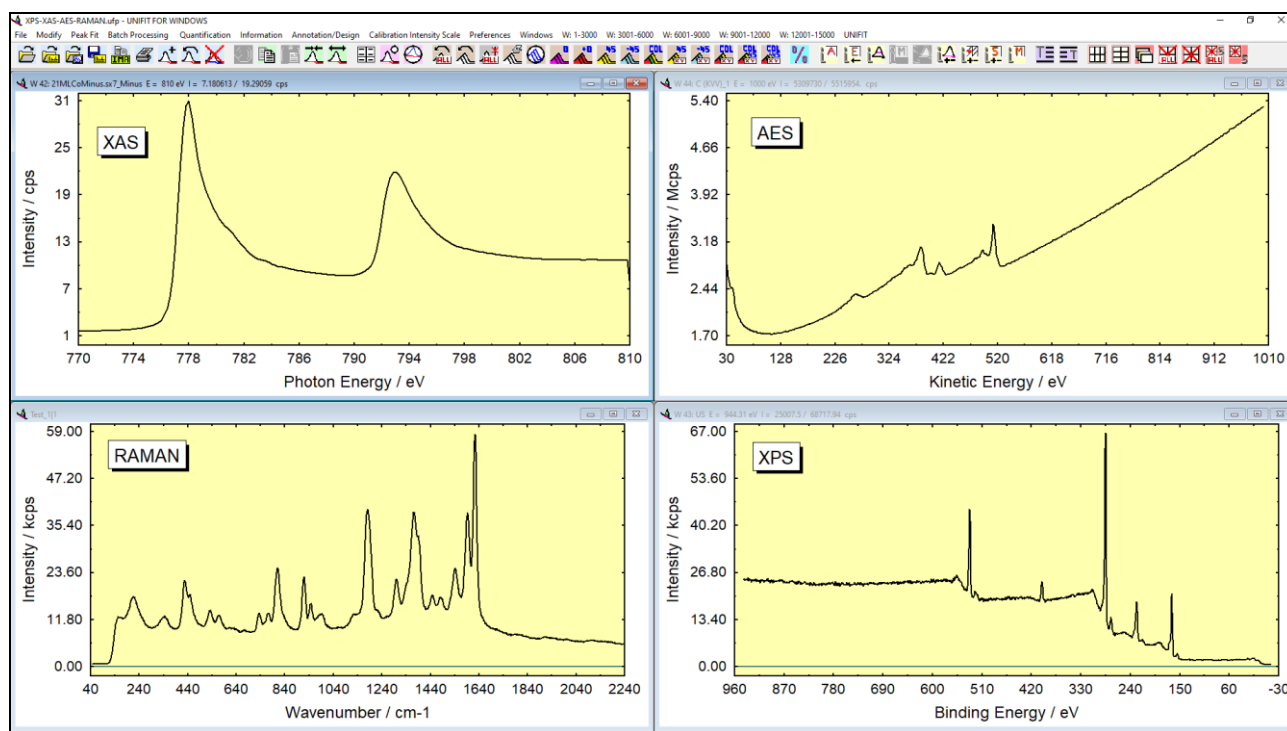 XPS-XAS-AES-RAMAN.ufp - UNIFIT FOR WINDOWS
File Modify Peak Fit Batch Processing Quantification Information Annotation/Design Calibration Intensity Scale Preferences Windows W: 1-3000 W: 3001-6000 W: 6001-9000 W: 9001-12000 W: 12001-15000 UNIFIT
W 42: 21MLCoMinus.sx7_Minus E = 810 eV I = 7.180613 / 19.29059 cps
XAS
Intensity / cps
31
25
19
13
7
1
770 774 778 782 786 790 794 798 802 806 810
Photon Energy / eV
W 44: C (KVV)_1 E = 1000 eV I = 5309730 / 5515954. cps
AES
Intensity / Mcps
5.40
4.66
3.92
3.18
2.44
1.70
30 128 226 324 422 520 618 716 814 912 1010
Kinetic Energy / eV
Test_1|1
RAMAN
Intensity / kcps
59.00
47.20
35.40
23.60
11.80
0.00
40 240 440 640 840 1040 1240 1440 1640 1840 2040 2240
Wavenumber / cm-1
W 43: US E = 944.31 eV I = 25007.5 / 68717.94 cps
XPS
Intensity / kcps
67.00
53.60
40.20
26.80
13.40
0.00
960 870 780 690 600 510 420 330 240 150 60 -30
Binding Energy / eV